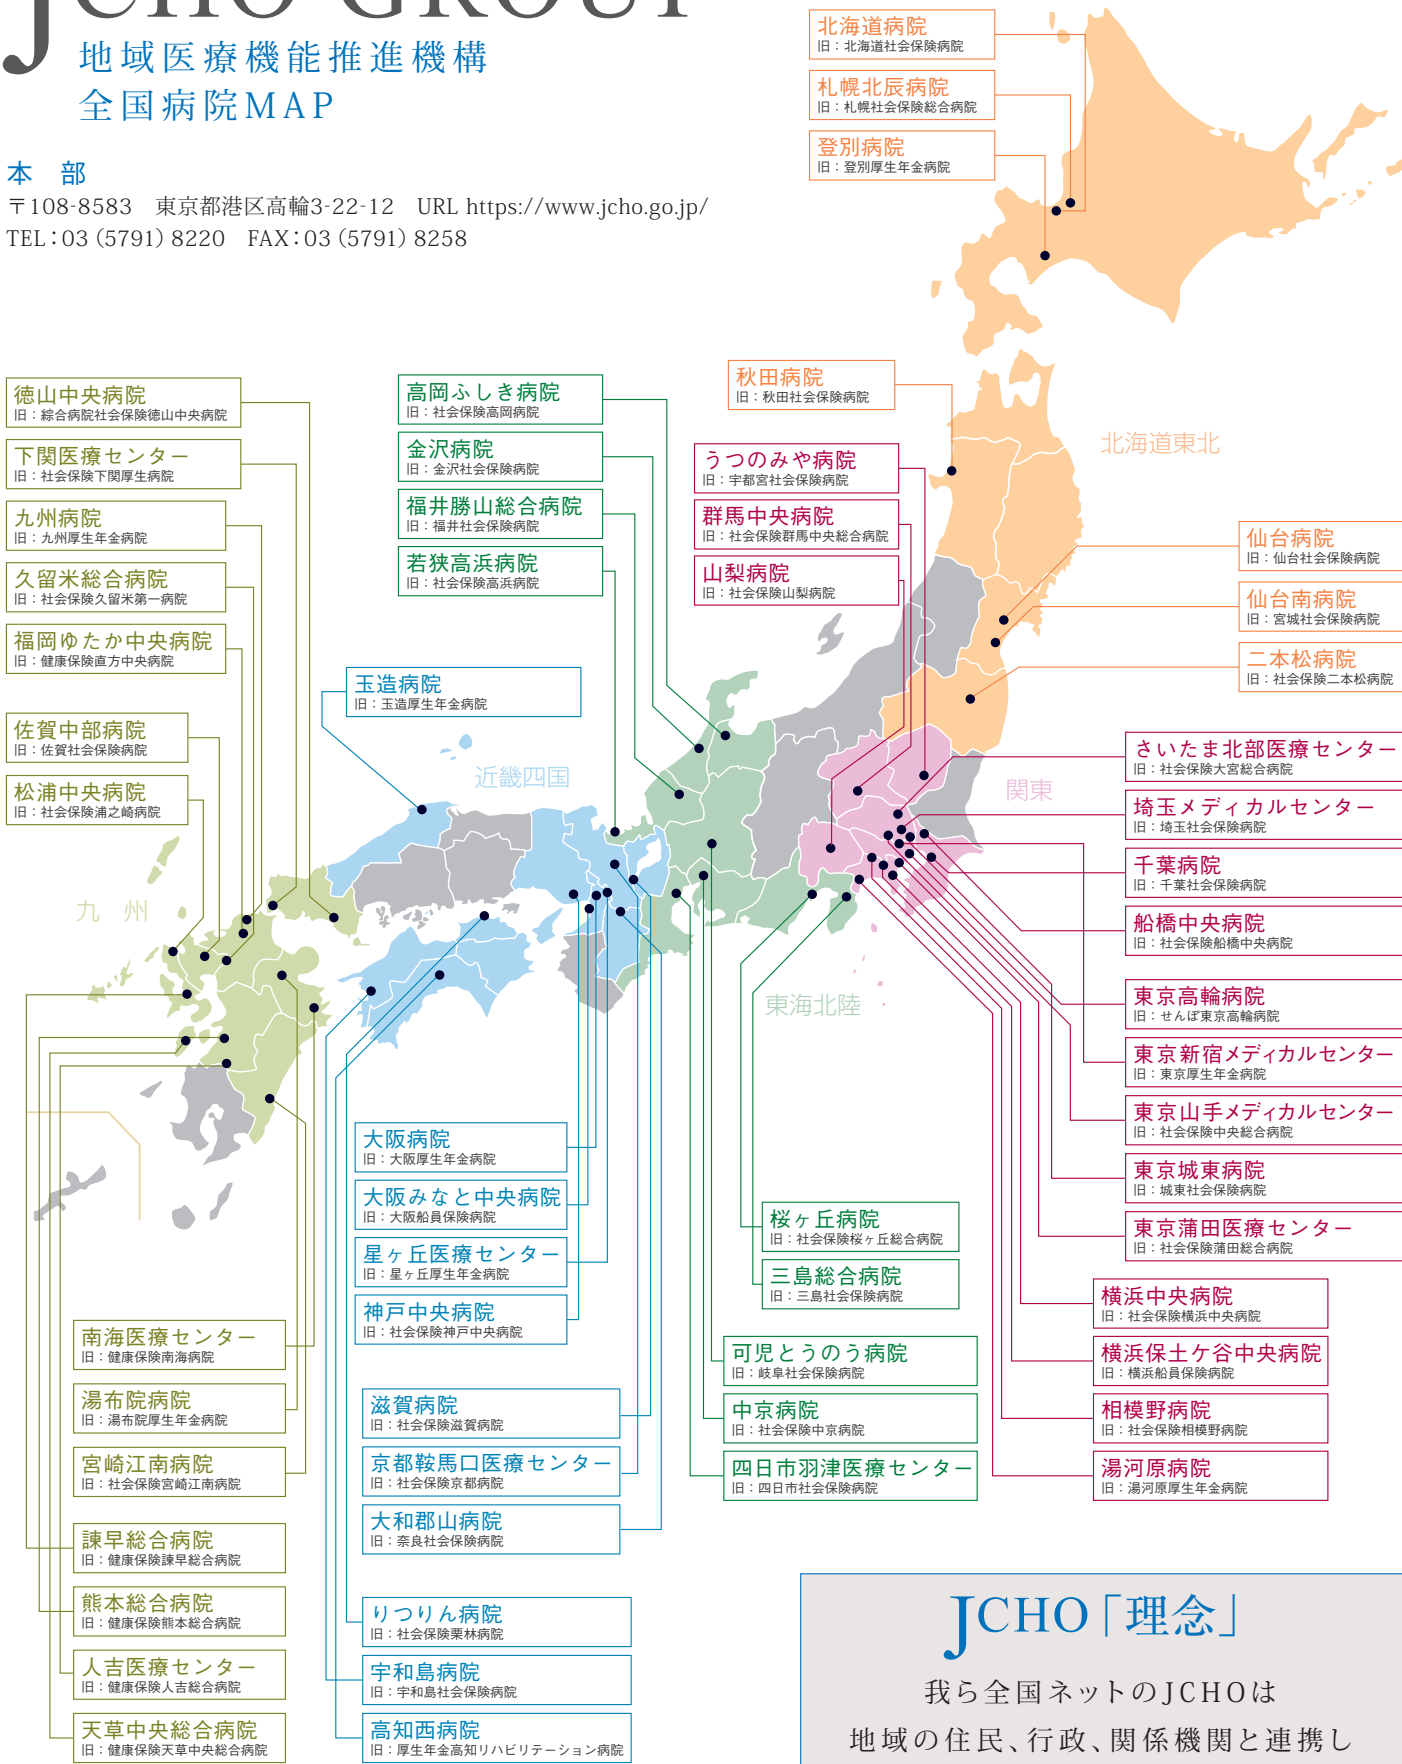 JCHO GROUP
地域医療機能推進機構
全国病院MAP
本 部
〒108-8583 東京都港区高輪3-22-12 URL https://www.jcho.go.jp/
TEL：03（5791）8220 FAX：03（5791）8258
北海道病院
旧：北海道社会保険病院
札幌北辰病院
旧：札幌社会保険総合病院
登別病院
旧：登別厚生年金病院
秋田病院
旧：秋田社会保険病院
北海道東北
仙台病院
旧：仙台社会保険病院
仙台南病院
旧：宮城社会保険病院
二本松病院
旧：社会保険二本松病院
徳山中央病院
旧：綜合病院社会保険徳山中央病院
下関医療センター
旧：社会保険下関厚生病院
九州病院
旧：九州厚生年金病院
久留米総合病院
旧：社会保険久留米第一病院
福岡ゆたか中央病院
旧：健康保険直方中央病院
佐賀中部病院
旧：佐賀社会保険病院
松浦中央病院
旧：社会保険浦之崎病院
九 州
高岡ふしき病院
旧：社会保険高岡病院
金沢病院
旧：金沢社会保険病院
福井勝山総合病院
旧：福井社会保険病院
若狭高浜病院
旧：社会保険高浜病院
玉造病院
旧：玉造厚生年金病院
近畿四国
うつのみや病院
旧：宇都宮社会保険病院
群馬中央病院
旧：社会保険群馬中央総合病院
山梨病院
旧：社会保険山梨病院
関東
さいたま北部医療センター
旧：社会保険大宮総合病院
埼玉メディカルセンター
旧：埼玉社会保険病院
千葉病院
旧：千葉社会保険病院
船橋中央病院
旧：社会保険船橋中央病院
東京高輪病院
旧：せんぽ東京高輪病院
東京新宿メディカルセンター
旧：東京厚生年金病院
東京山手メディカルセンター
旧：社会保険中央総合病院
東京城東病院
旧：城東社会保険病院
東京蒲田医療センター
旧：社会保険蒲田総合病院
横浜中央病院
旧：社会保険横浜中央病院
横浜保土ケ谷中央病院
旧：横浜船員保険病院
相模野病院
旧：社会保険相模野病院
湯河原病院
旧：湯河原厚生年金病院
東海北陸
桜ヶ丘病院
旧：社会保険桜ヶ丘総合病院
三島総合病院
旧：三島社会保険病院
可児とうのう病院
旧：岐阜社会保険病院
中京病院
旧：社会保険中京病院
四日市羽津医療センター
旧：四日市社会保険病院
大阪病院
旧：大阪厚生年金病院
大阪みなと中央病院
旧：大阪船員保険病院
星ヶ丘医療センター
旧：星ヶ丘厚生年金病院
神戸中央病院
旧：社会保険神戸中央病院
滋賀病院
旧：社会保険滋賀病院
京都鞍馬口医療センター
旧：社会保険京都病院
大和郡山病院
旧：奈良社会保険病院
りつりん病院
旧：社会保険栗林病院
宇和島病院
旧：宇和島社会保険病院
高知西病院
旧：厚生年金高知リハビリテーション病院
南海医療センター
旧：健康保険南海病院
湯布院病院
旧：湯布院厚生年金病院
宮崎江南病院
旧：社会保険宮崎江南病院
諫早総合病院
旧：健康保険諫早総合病院
熊本総合病院
旧：健康保険熊本総合病院
人吉医療センター
旧：健康保険人吉総合病院
天草中央総合病院
旧：健康保険天草中央総合病院
JCHO「理念」
我ら全国ネットのJCHOは
地域の住民、行政、関係機関と連携し